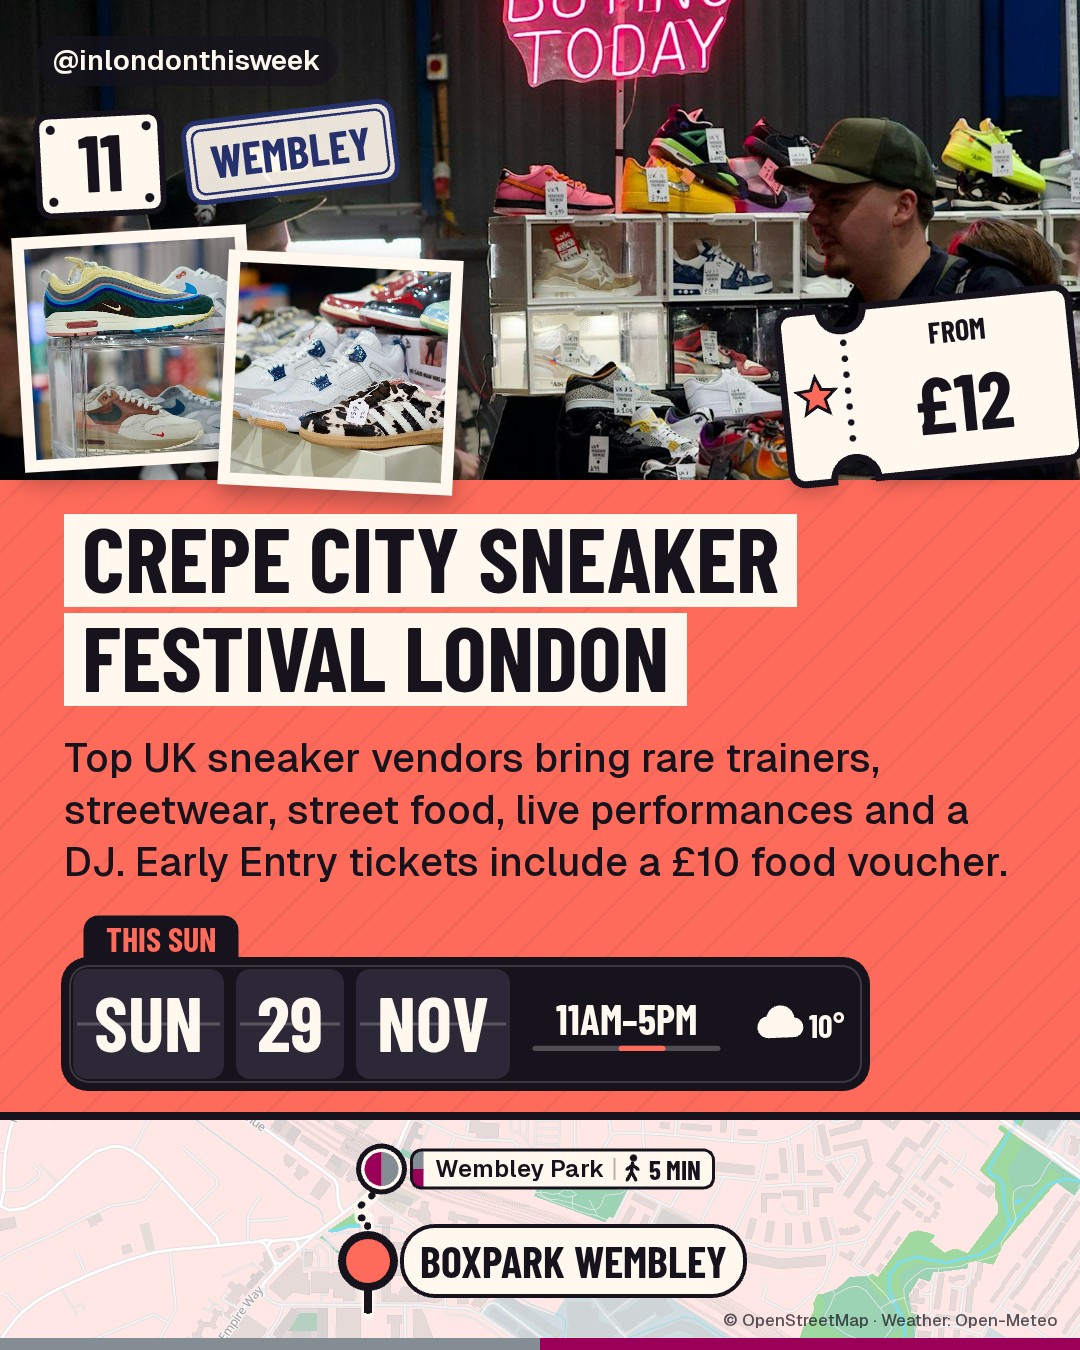 BUYING
TODAY
@inlondonthisweek
11
WEMBLEY
sale
FROM
£12
CREPE CITY SNEAKER
FESTIVAL LONDON
Top UK sneaker vendors bring rare trainers,
streetwear, street food, live performances and a
DJ. Early Entry tickets include a £10 food voucher.
THIS SUN
SUN 29 NOV
11AM–5PM
10°
Wembley Park | 5 MIN
BOXPARK WEMBLEY
Empire Way
© OpenStreetMap · Weather: Open-Meteo